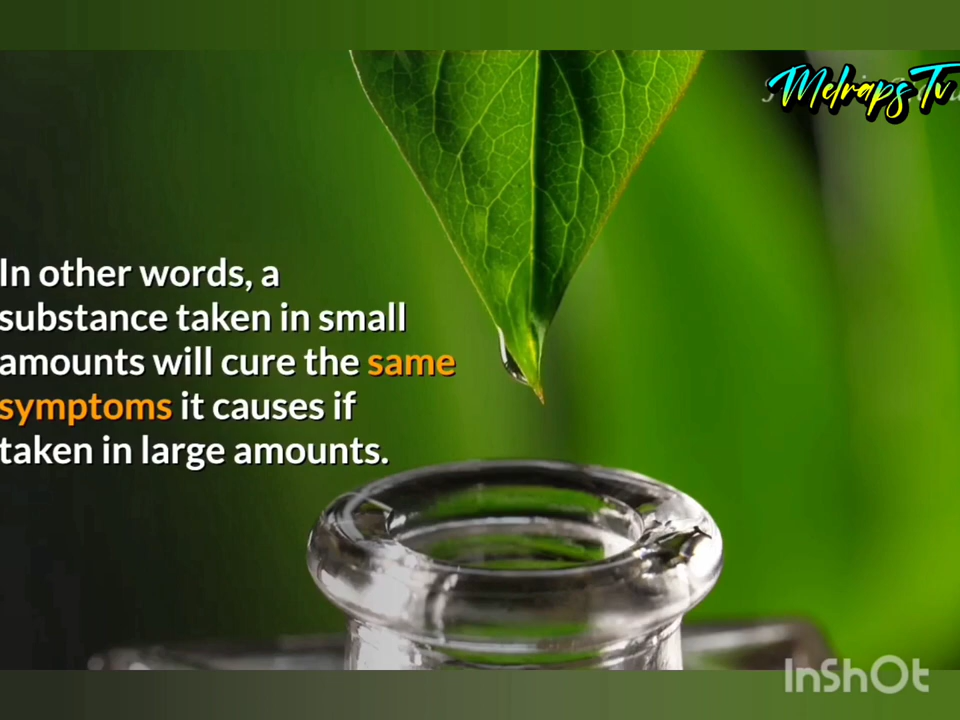 Melraps Tv
In other words, a
substance taken in small
amounts will cure the same
symptoms it causes if
taken in large amounts.
InShOt